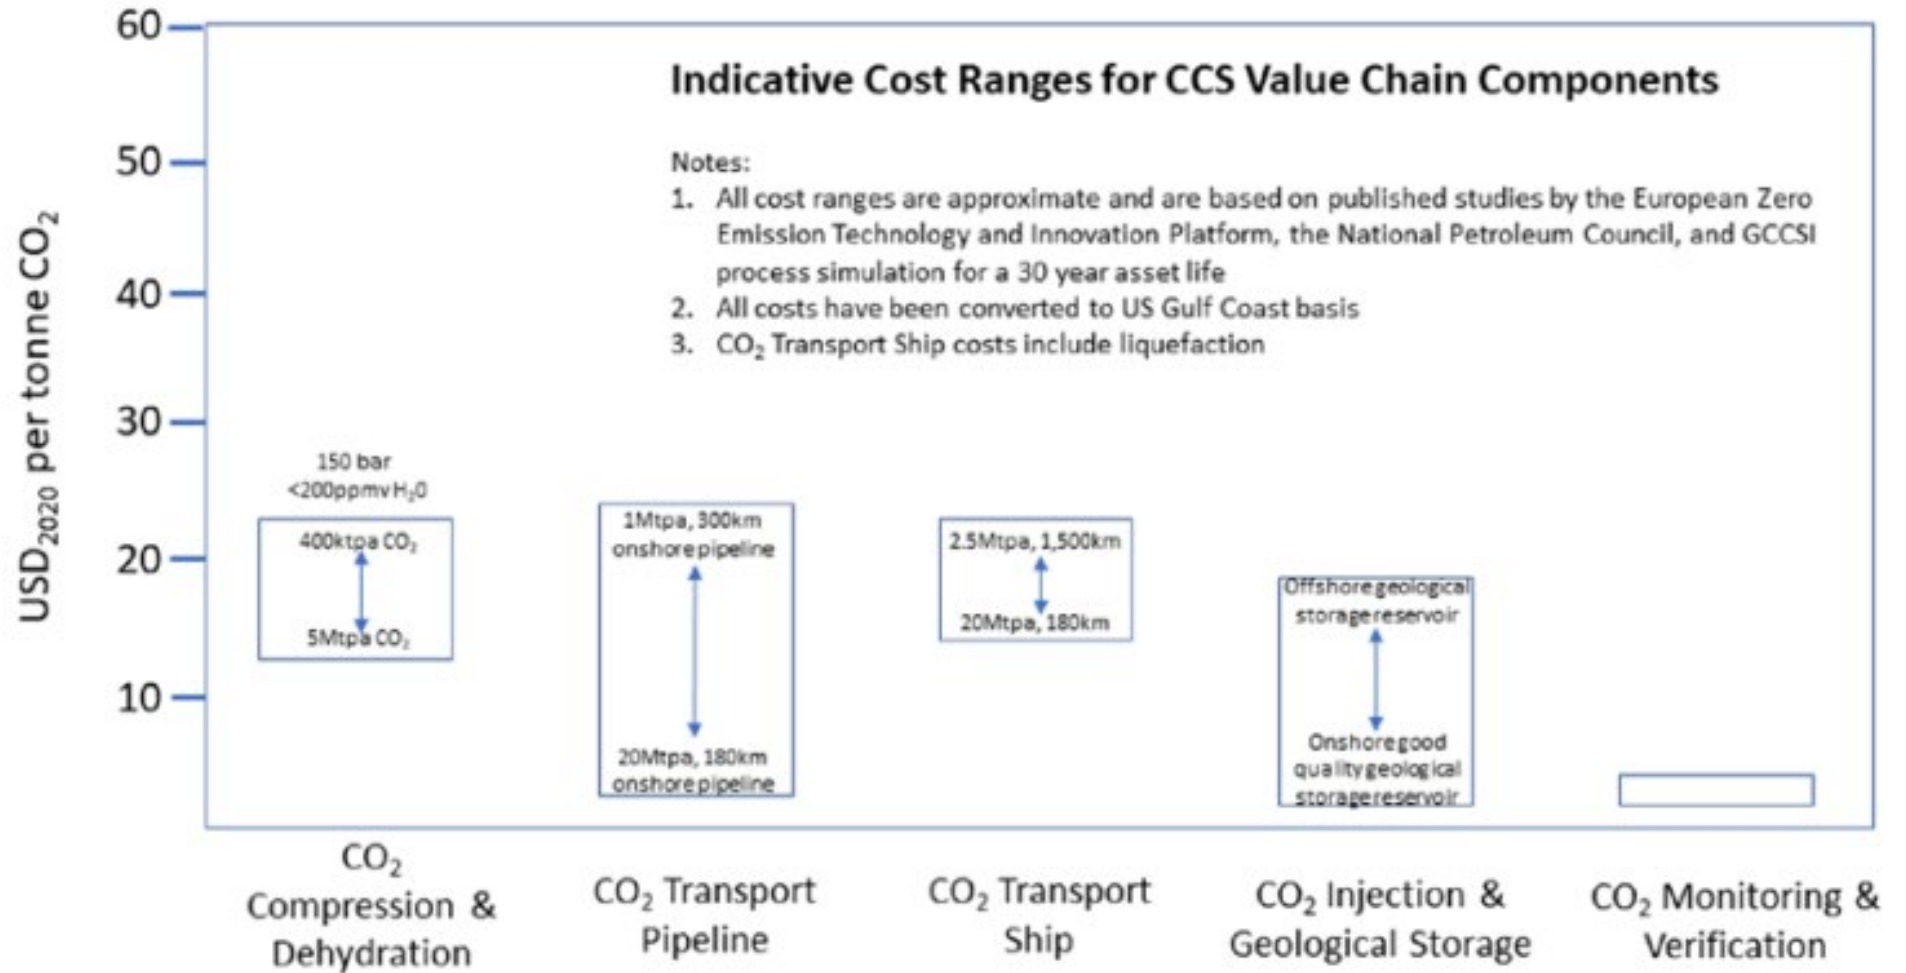 60
50
40
30
20
10
USD₂₀₂₀ per tonne CO₂
Indicative Cost Ranges for CCS Value Chain Components
Notes:
1. All cost ranges are approximate and are based on published studies by the European Zero
Emission Technology and Innovation Platform, the National Petroleum Council, and GCCSI
process simulation for a 30 year asset life
2. All costs have been converted to US Gulf Coast basis
3. CO₂ Transport Ship costs include liquefaction
150 bar
<200ppmv H₂0
400ktpa CO₂
5Mtpa CO₂
1Mtpa, 300km
onshore pipeline
20Mtpa, 180km
onshore pipeline
2.5Mtpa, 1,500km
20Mtpa, 180km
Offshore geological
storage reservoir
Onshore good
quality geological
storage reservoir
CO₂
Compression &
Dehydration
CO₂ Transport
Pipeline
CO₂ Transport
Ship
CO₂ Injection &
Geological Storage
CO₂ Monitoring &
Verification